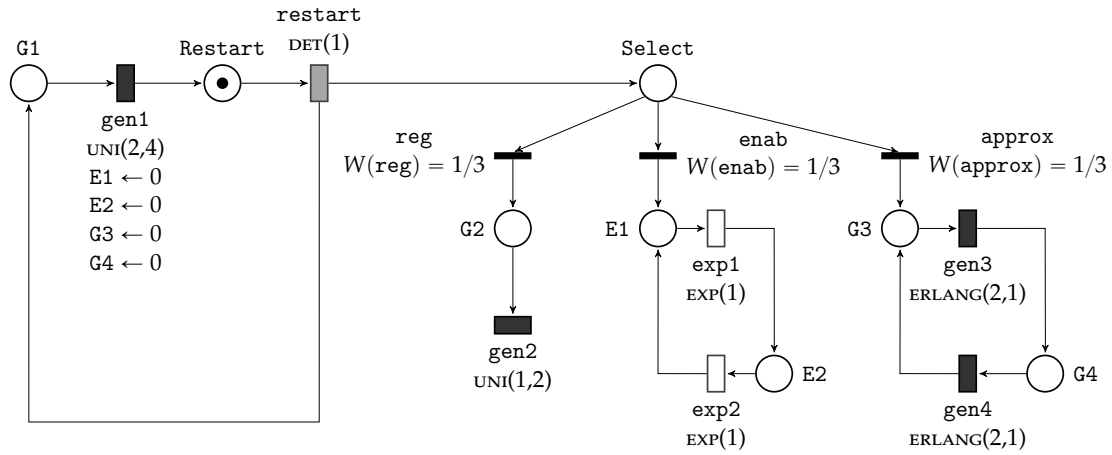 restart
DET(1)
G1
Restart
Select
gen1
UNI(2,4)
E1 ← 0
E2 ← 0
G3 ← 0
G4 ← 0
reg
W(reg) = 1/3
enab
W(enab) = 1/3
approx
W(approx) = 1/3
G2
E1
G3
exp1
EXP(1)
gen3
ERLANG(2,1)
gen2
UNI(1,2)
E2
G4
exp2
EXP(1)
gen4
ERLANG(2,1)